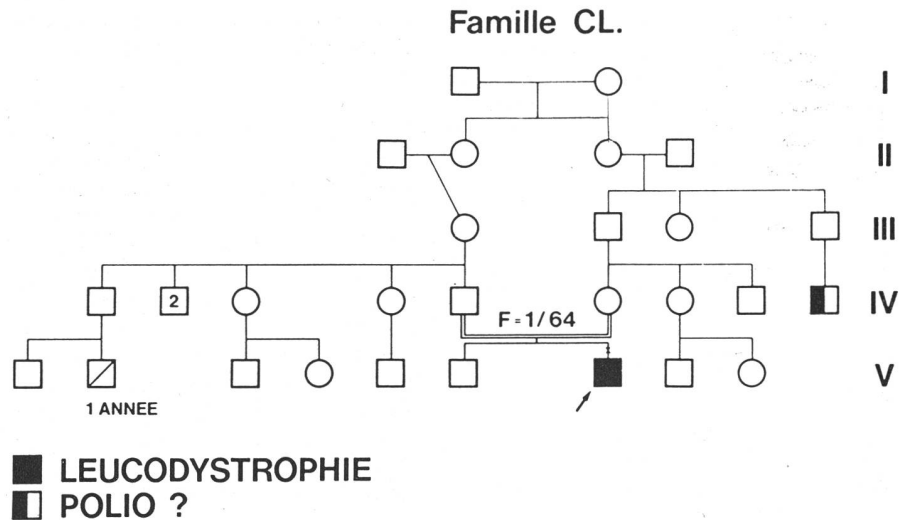 Famille CL.
I
II
III
2
IV
F = 1/64
V
1 ANNEE
LEUCODYSTROPHIE
POLIO ?